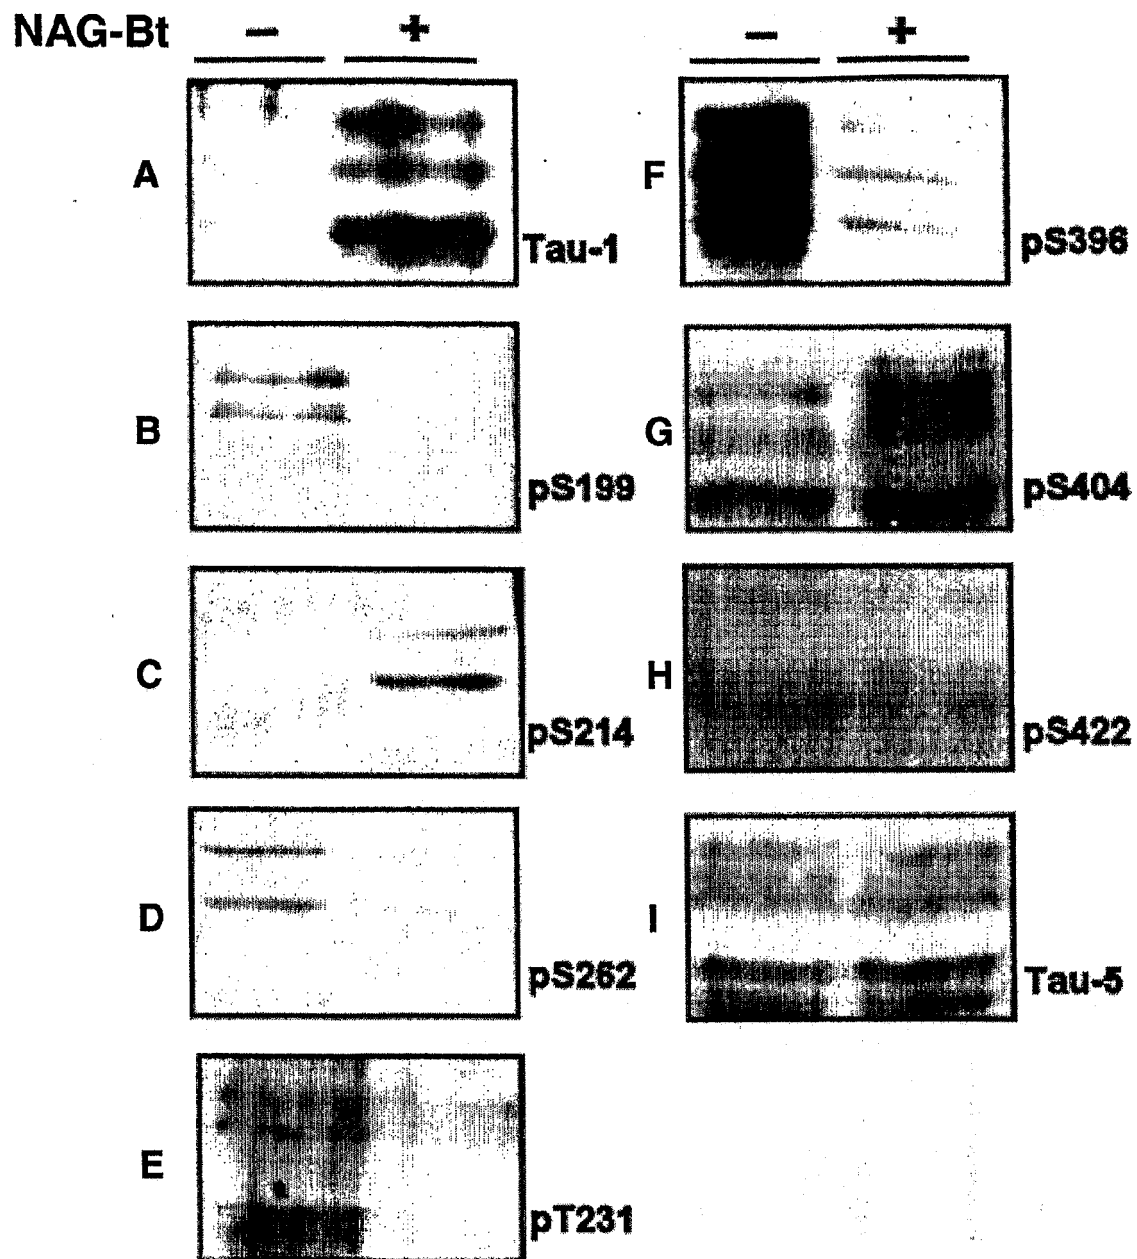 NAG-Bt − + − +
A Tau-1
F pS396
B pS199
G pS404
C pS214
H pS422
D pS262
I Tau-5
E pT231